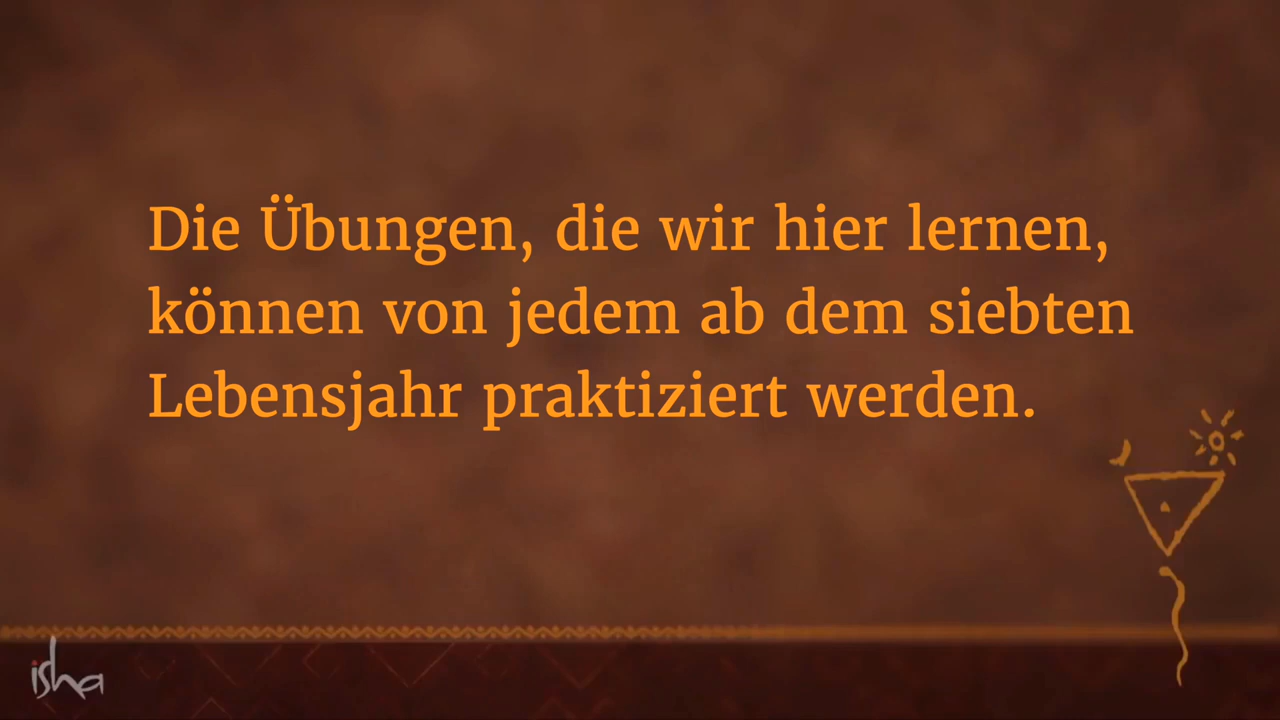 Die Übungen, die wir hier lernen,
können von jedem ab dem siebten
Lebensjahr praktiziert werden.
isha